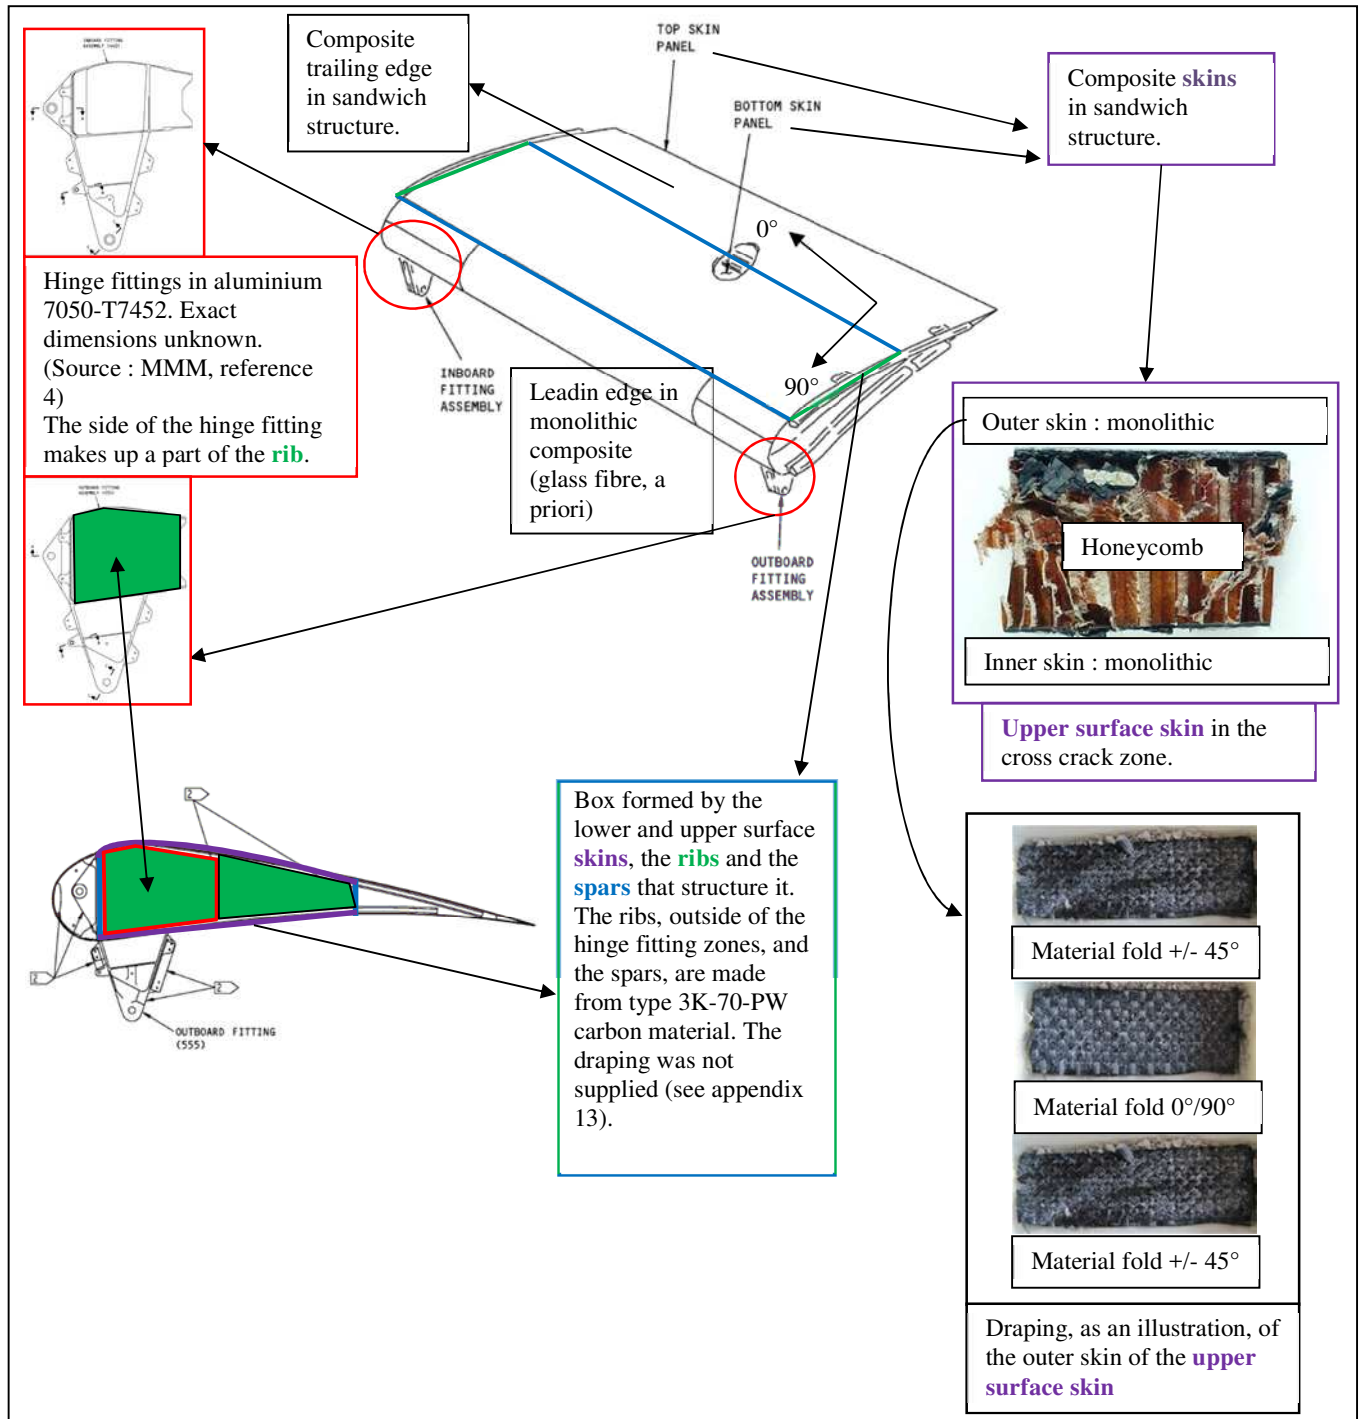 INBOARD FITTING
Composite
trailing edge
in sandwich
structure.
TOP SKIN
PANEL
BOTTOM SKIN
PANEL
Composite skins
in sandwich
structure.
0°
90°
Hinge fittings in aluminium
7050-T7452. Exact
dimensions unknown.
(Source : MMM, reference
4)
The side of the hinge fitting
makes up a part of the rib.
INBOARD
FITTING
ASSEMBLY
Leadin edge in
monolithic
composite
(glass fibre, a
priori)
OUTBOARD
FITTING
ASSEMBLY
OUTBOARD FITTING
Outer skin : monolithic
Honeycomb
Inner skin : monolithic
Upper surface skin in the
cross crack zone.
2
2
2
OUTBOARD FITTING
(555)
Box formed by the
lower and upper surface
skins, the ribs and the
spars that structure it.
The ribs, outside of the
hinge fitting zones, and
the spars, are made
from type 3K-70-PW
carbon material. The
draping was not
supplied (see appendix
13).
Material fold +/- 45°
Material fold 0°/90°
Material fold +/- 45°
Draping, as an illustration, of
the outer skin of the upper
surface skin